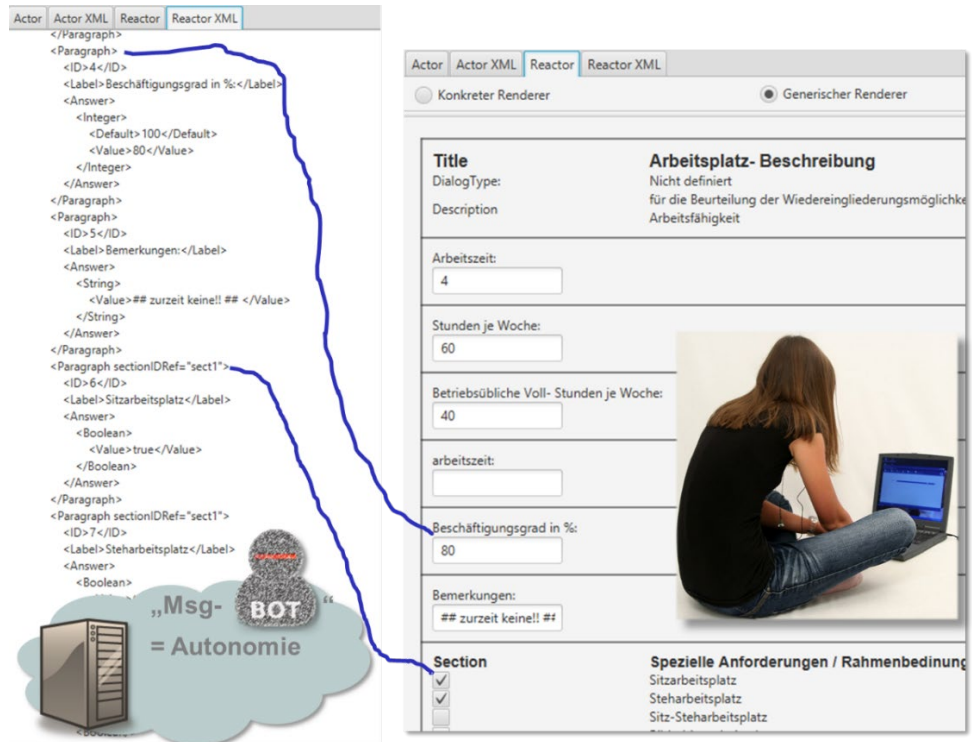 Actor Actor XML Reactor Reactor XML
</Paragraph>
<Paragraph>
<ID>4</ID>
<Label>Beschäftigungsgrad in %:</Label>
<Answer>
<Integer>
<Default>100</Default>
<Value>80</Value>
</Integer>
</Answer>
</Paragraph>
<Paragraph>
<ID>5</ID>
<Label>Bemerkungen:</Label>
<Answer>
<String>
<Value>## zurzeit keine!! ## </Value>
</String>
</Answer>
</Paragraph>
<Paragraph sectionIDRef="sect1">
<ID>6</ID>
<Label>Sitzarbeitsplatz</Label>
<Answer>
<Boolean>
<Value>true</Value>
</Boolean>
</Answer>
</Paragraph>
<Paragraph sectionIDRef="sect1">
<ID>7</ID>
<Label>Steharbeitsplatz</Label>
<Answer>
<Boolean>
„Msg- BOT “
= Autonomie
Actor Actor XML Reactor Reactor XML
Konkreter Renderer Generischer Renderer
Title Arbeitsplatz- Beschreibung
DialogType: Nicht definiert
Description für die Beurteilung der Wiedereingliederungsmöglichke
Arbeitsfähigkeit
Arbeitszeit:
4
Stunden je Woche:
60
Betriebsübliche Voll- Stunden je Woche:
40
arbeitszeit:
Beschäftigungsgrad in %:
80
Bemerkungen:
## zurzeit keine!! ##
Section Spezielle Anforderungen / Rahmenbedinung
Sitzarbeitsplatz
Steharbeitsplatz
Sitz-Steharbeitsplatz